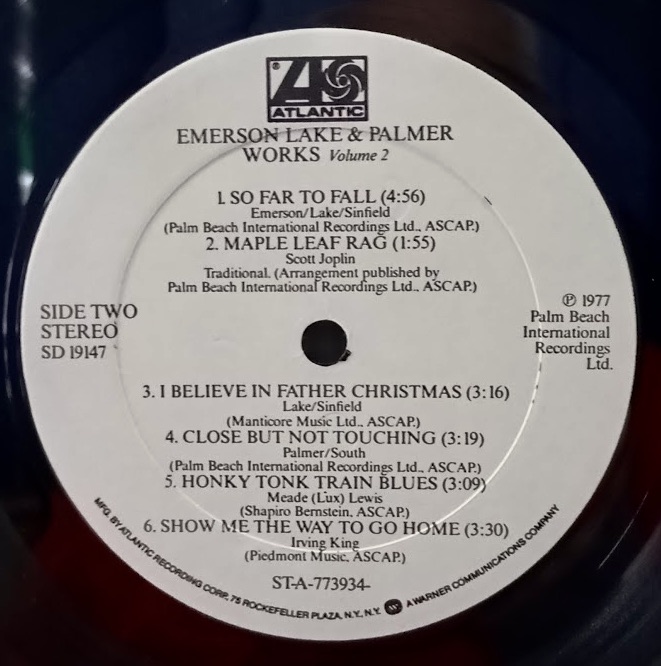 ATLANTIC
EMERSON LAKE & PALMER
WORKS Volume 2
1. SO FAR TO FALL (4:56)
Emerson/Lake/Sinfield
(Palm Beach International Recordings Ltd., ASCAP.)
2. MAPLE LEAF RAG (1:55)
Scott Joplin
Traditional. (Arrangement published by
Palm Beach International Recordings Ltd., ASCAP.)
SIDE TWO
STEREO
SD 19147
℗ 1977
Palm Beach
International
Recordings
Ltd.
3. I BELIEVE IN FATHER CHRISTMAS (3:16)
Lake/Sinfield
(Manticore Music Ltd., ASCAP.)
4. CLOSE BUT NOT TOUCHING (3:19)
Palmer/South
(Palm Beach International Recordings Ltd., ASCAP.)
5. HONKY TONK TRAIN BLUES (3:09)
Meade (Lux) Lewis
(Shapiro Bernstein, ASCAP.)
6. SHOW ME THE WAY TO GO HOME (3:30)
Irving King
(Piedmont Music, ASCAP.)
ST-A-773934-
MFG. BY ATLANTIC RECORDING CORP., 75 ROCKEFELLER PLAZA, N.Y., N.Y. A WARNER COMMUNICATIONS COMPANY